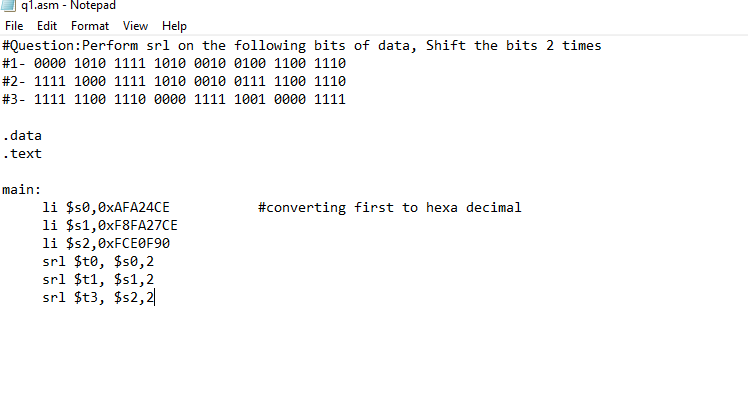 q1.asm - Notepad
File Edit Format View Help
#Question:Perform srl on the following bits of data, Shift the bits 2 times
#1- 0000 1010 1111 1010 0010 0100 1100 1110
#2- 1111 1000 1111 1010 0010 0111 1100 1110
#3- 1111 1100 1110 0000 1111 1001 0000 1111
.data
.text
main:
li $s0,0xAFA24CE #converting first to hexa decimal
li $s1,0xF8FA27CE
li $s2,0xFCE0F90
srl $t0, $s0,2
srl $t1, $s1,2
srl $t3, $s2,2